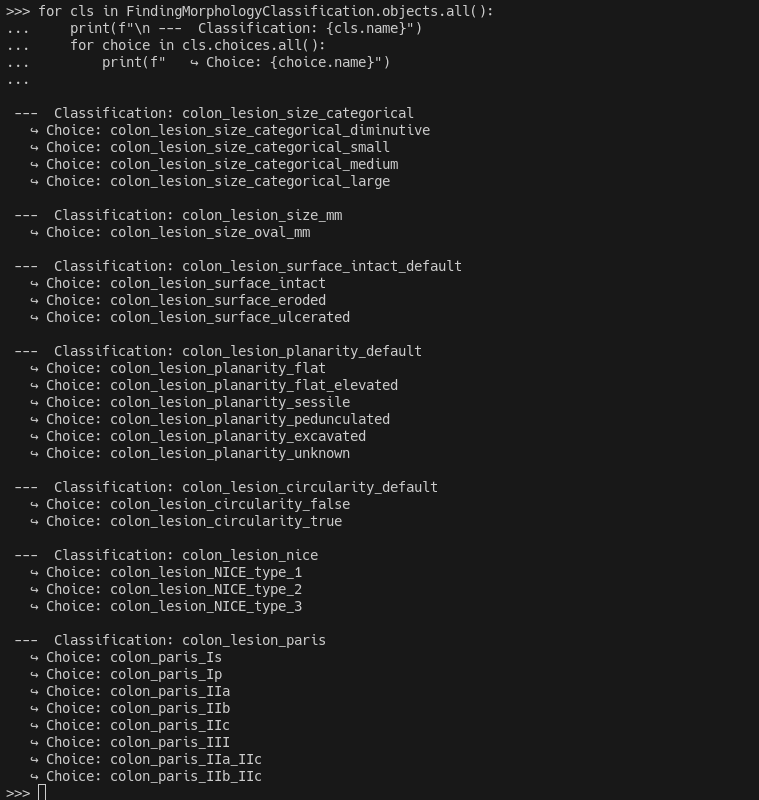 >>> for cls in FindingMorphologyClassification.objects.all():
...     print(f"\n ---  Classification: {cls.name}")
...     for choice in cls.choices.all():
...         print(f"   ↪ Choice: {choice.name}")
...
 ---  Classification: colon_lesion_size_categorical
   ↪ Choice: colon_lesion_size_categorical_diminutive
   ↪ Choice: colon_lesion_size_categorical_small
   ↪ Choice: colon_lesion_size_categorical_medium
   ↪ Choice: colon_lesion_size_categorical_large
 ---  Classification: colon_lesion_size_mm
   ↪ Choice: colon_lesion_size_oval_mm
 ---  Classification: colon_lesion_surface_intact_default
   ↪ Choice: colon_lesion_surface_intact
   ↪ Choice: colon_lesion_surface_eroded
   ↪ Choice: colon_lesion_surface_ulcerated
 ---  Classification: colon_lesion_planarity_default
   ↪ Choice: colon_lesion_planarity_flat
   ↪ Choice: colon_lesion_planarity_flat_elevated
   ↪ Choice: colon_lesion_planarity_sessile
   ↪ Choice: colon_lesion_planarity_pedunculated
   ↪ Choice: colon_lesion_planarity_excavated
   ↪ Choice: colon_lesion_planarity_unknown
 ---  Classification: colon_lesion_circularity_default
   ↪ Choice: colon_lesion_circularity_false
   ↪ Choice: colon_lesion_circularity_true
 ---  Classification: colon_lesion_nice
   ↪ Choice: colon_lesion_NICE_type_1
   ↪ Choice: colon_lesion_NICE_type_2
   ↪ Choice: colon_lesion_NICE_type_3
 ---  Classification: colon_lesion_paris
   ↪ Choice: colon_paris_Is
   ↪ Choice: colon_paris_Ip
   ↪ Choice: colon_paris_IIa
   ↪ Choice: colon_paris_IIb
   ↪ Choice: colon_paris_IIc
   ↪ Choice: colon_paris_III
   ↪ Choice: colon_paris_IIa_IIc
   ↪ Choice: colon_paris_IIb_IIc
>>>